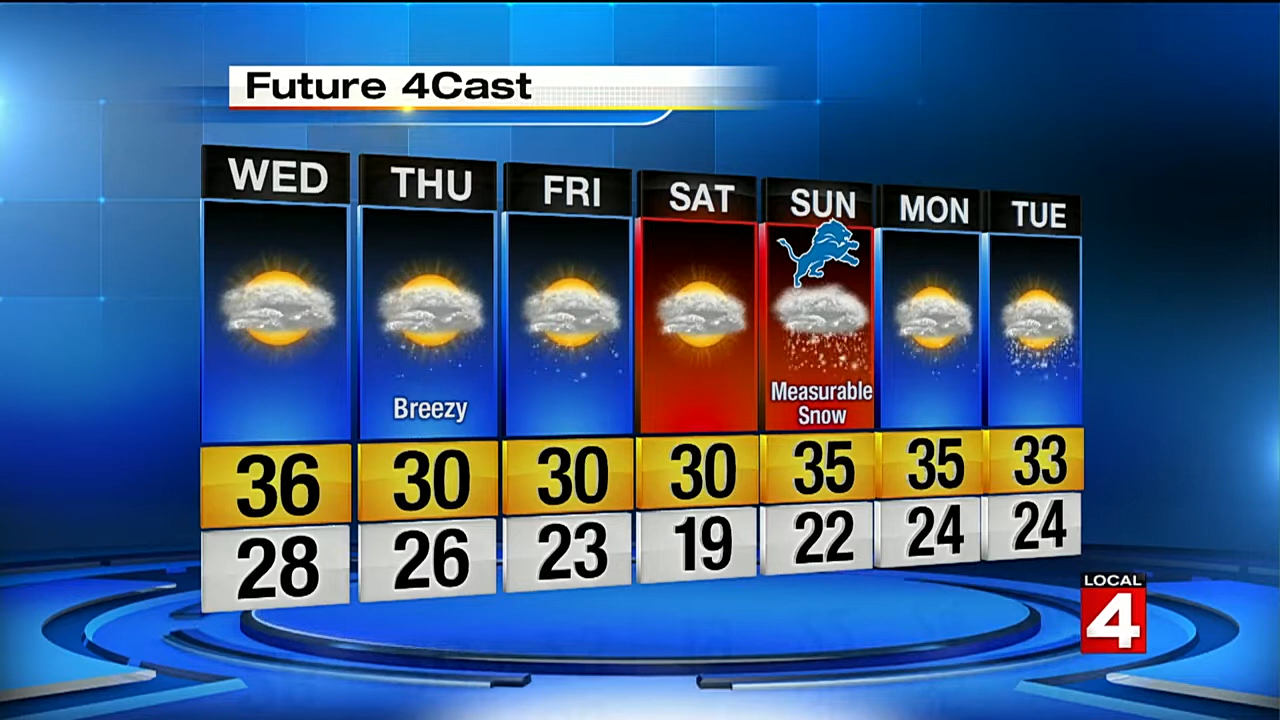 Future 4Cast
WED THU FRI SAT SUN MON TUE
Breezy
Measurable
Snow
36 30 30 30 35 35 33
28 26 23 19 22 24 24
LOCAL
4